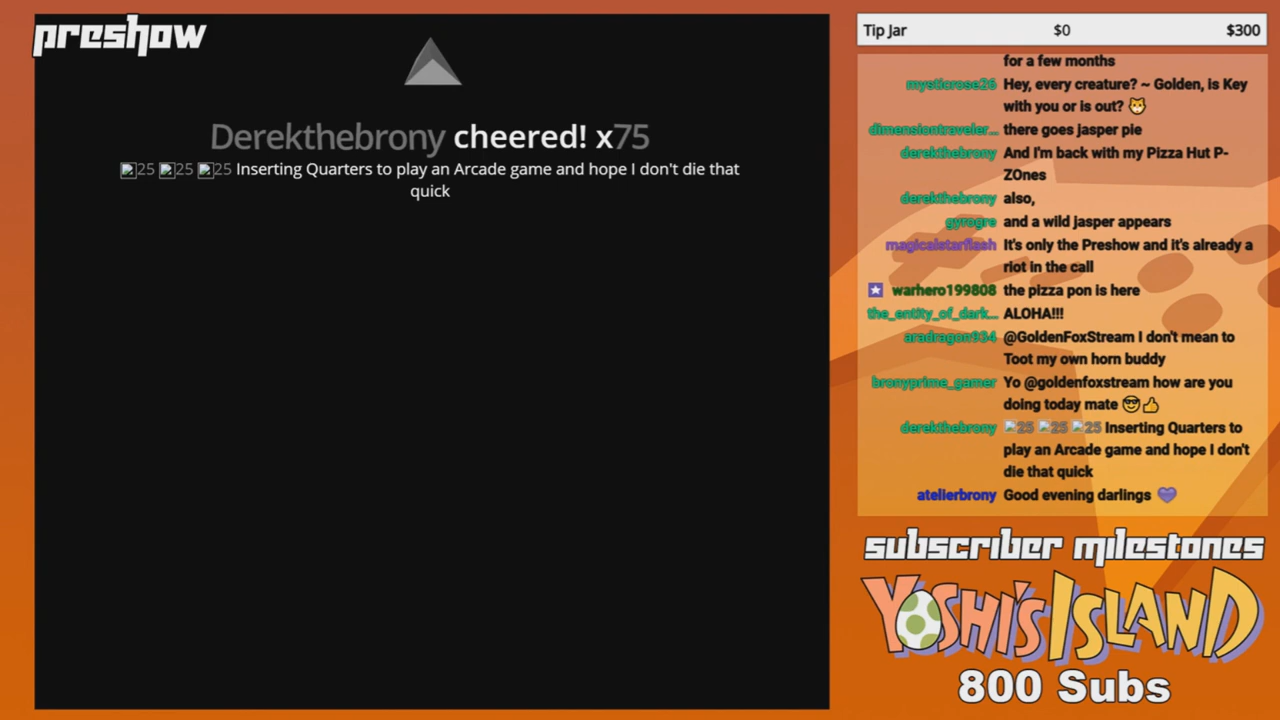 preshow
Derekthebrony cheered! x75
25 25 25 Inserting Quarters to play an Arcade game and hope I don't die that
quick
Tip Jar $0 $300
for a few months
mysticrose26 Hey, every creature? ~ Golden, is Key
with you or is out? 🐱
dimensiontraveler... there goes jasper pie
derekthebrony And I'm back with my Pizza Hut P-
ZOnes
derekthebrony also,
gyrogre and a wild jasper appears
magicalstarflash It's only the Preshow and it's already a
riot in the call
warhero199808 the pizza pon is here
the_entity_of_dark... ALOHA!!!
aradragon934 @GoldenFoxStream I don't mean to
Toot my own horn buddy
bronyprime_gamer Yo @goldenfoxstream how are you
doing today mate 😎👍
derekthebrony 25 25 25 Inserting Quarters to
play an Arcade game and hope I don't
die that quick
atelierbrony Good evening darlings 💜
subscriber milestones
YOSHI'S ISLAND
800 Subs